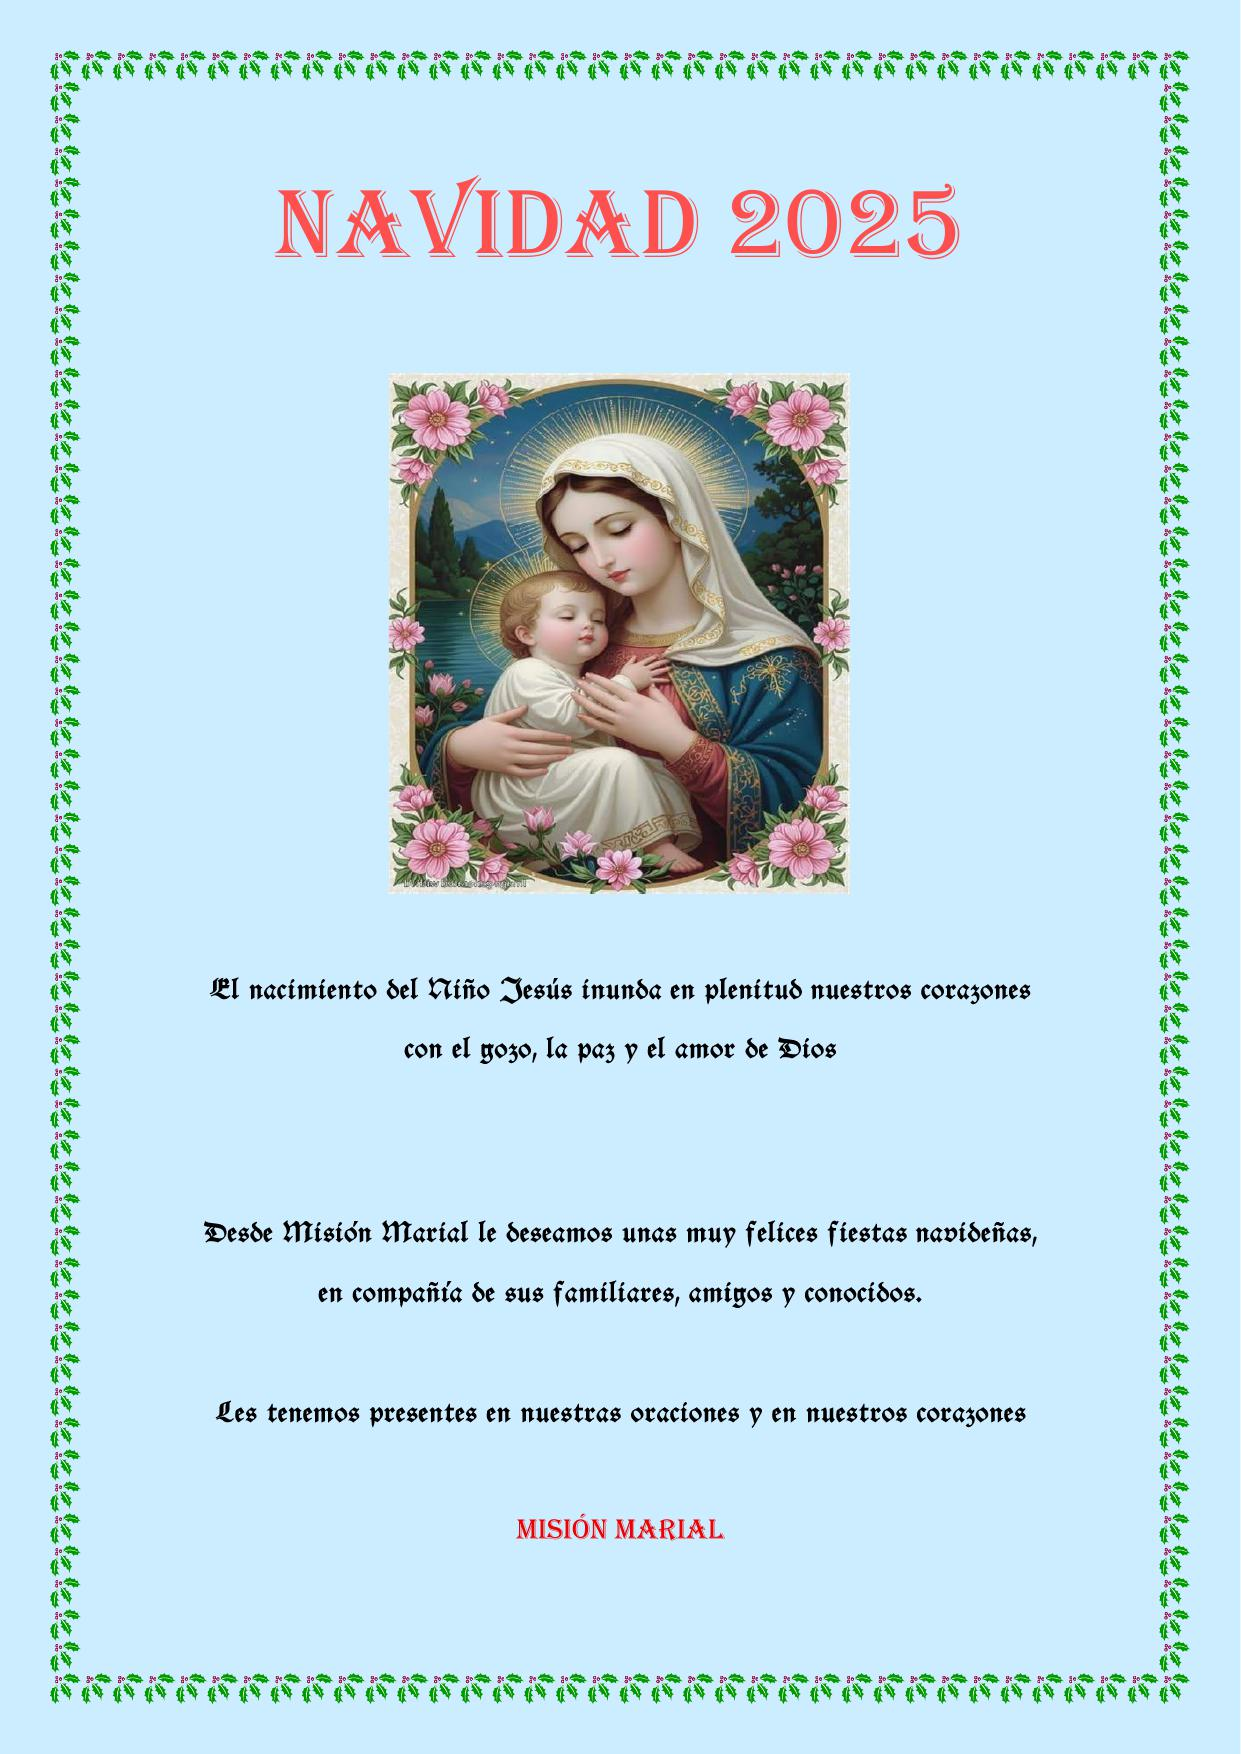 NAVIDAD 2025
El nacimiento del Niño Jesús inunda en plenitud nuestros corazones
con el gozo, la paz y el amor de Dios
Desde Misión Marial le deseamos unas muy felices fiestas navideñas,
en compañía de sus familiares, amigos y conocidos.
Les tenemos presentes en nuestras oraciones y en nuestros corazones
MISIÓN MARIAL